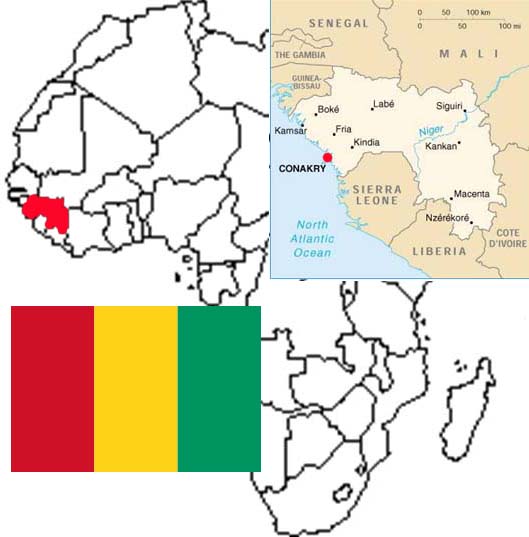 0 50 100 km
0 50 100 mi
SENEGAL
THE GAMBIA
MALI
GUINEA-
BISSAU
Boké
Labé
Siguiri
Kamsar
Fria
Niger
Kindia
Kankan
CONAKRY
SIERRA
LEONE
Macenta
Nzérékoré
North
Atlantic
Ocean
COTE
D'IVOIRE
LIBERIA